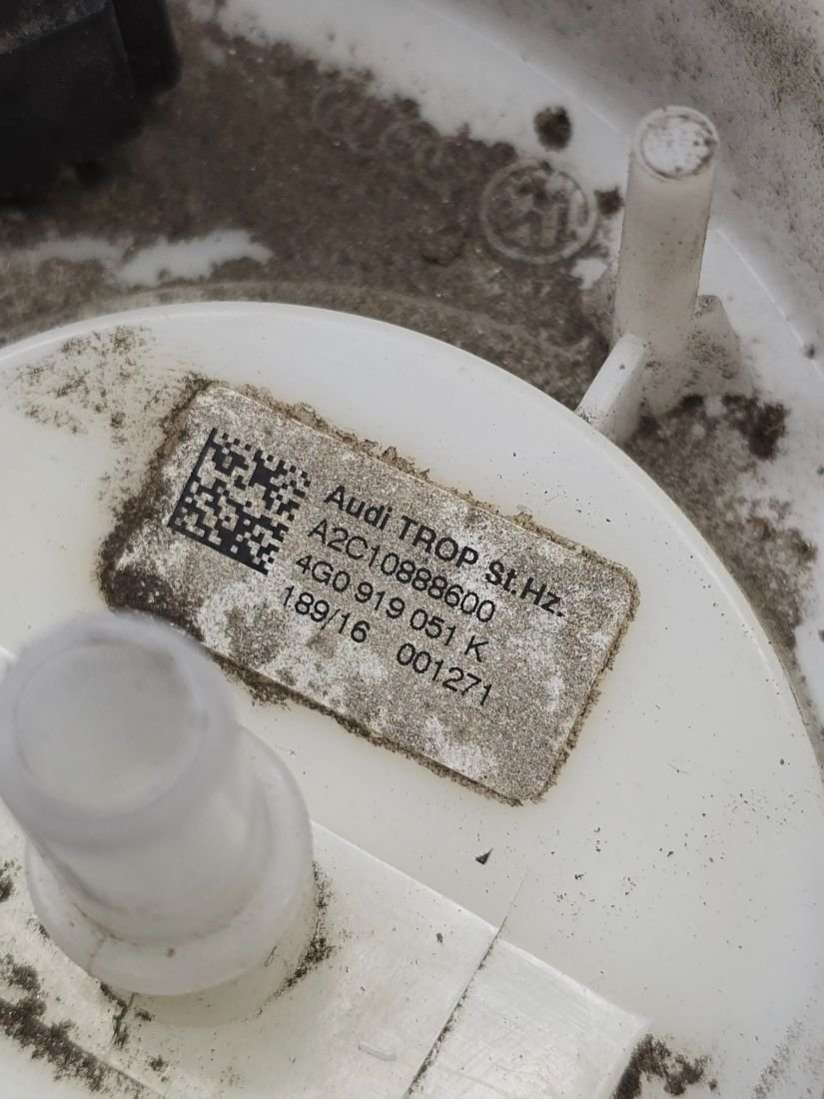 Audi TROP St.Hz.
A2C10888600
4G0 919 051 K
189/16 001271